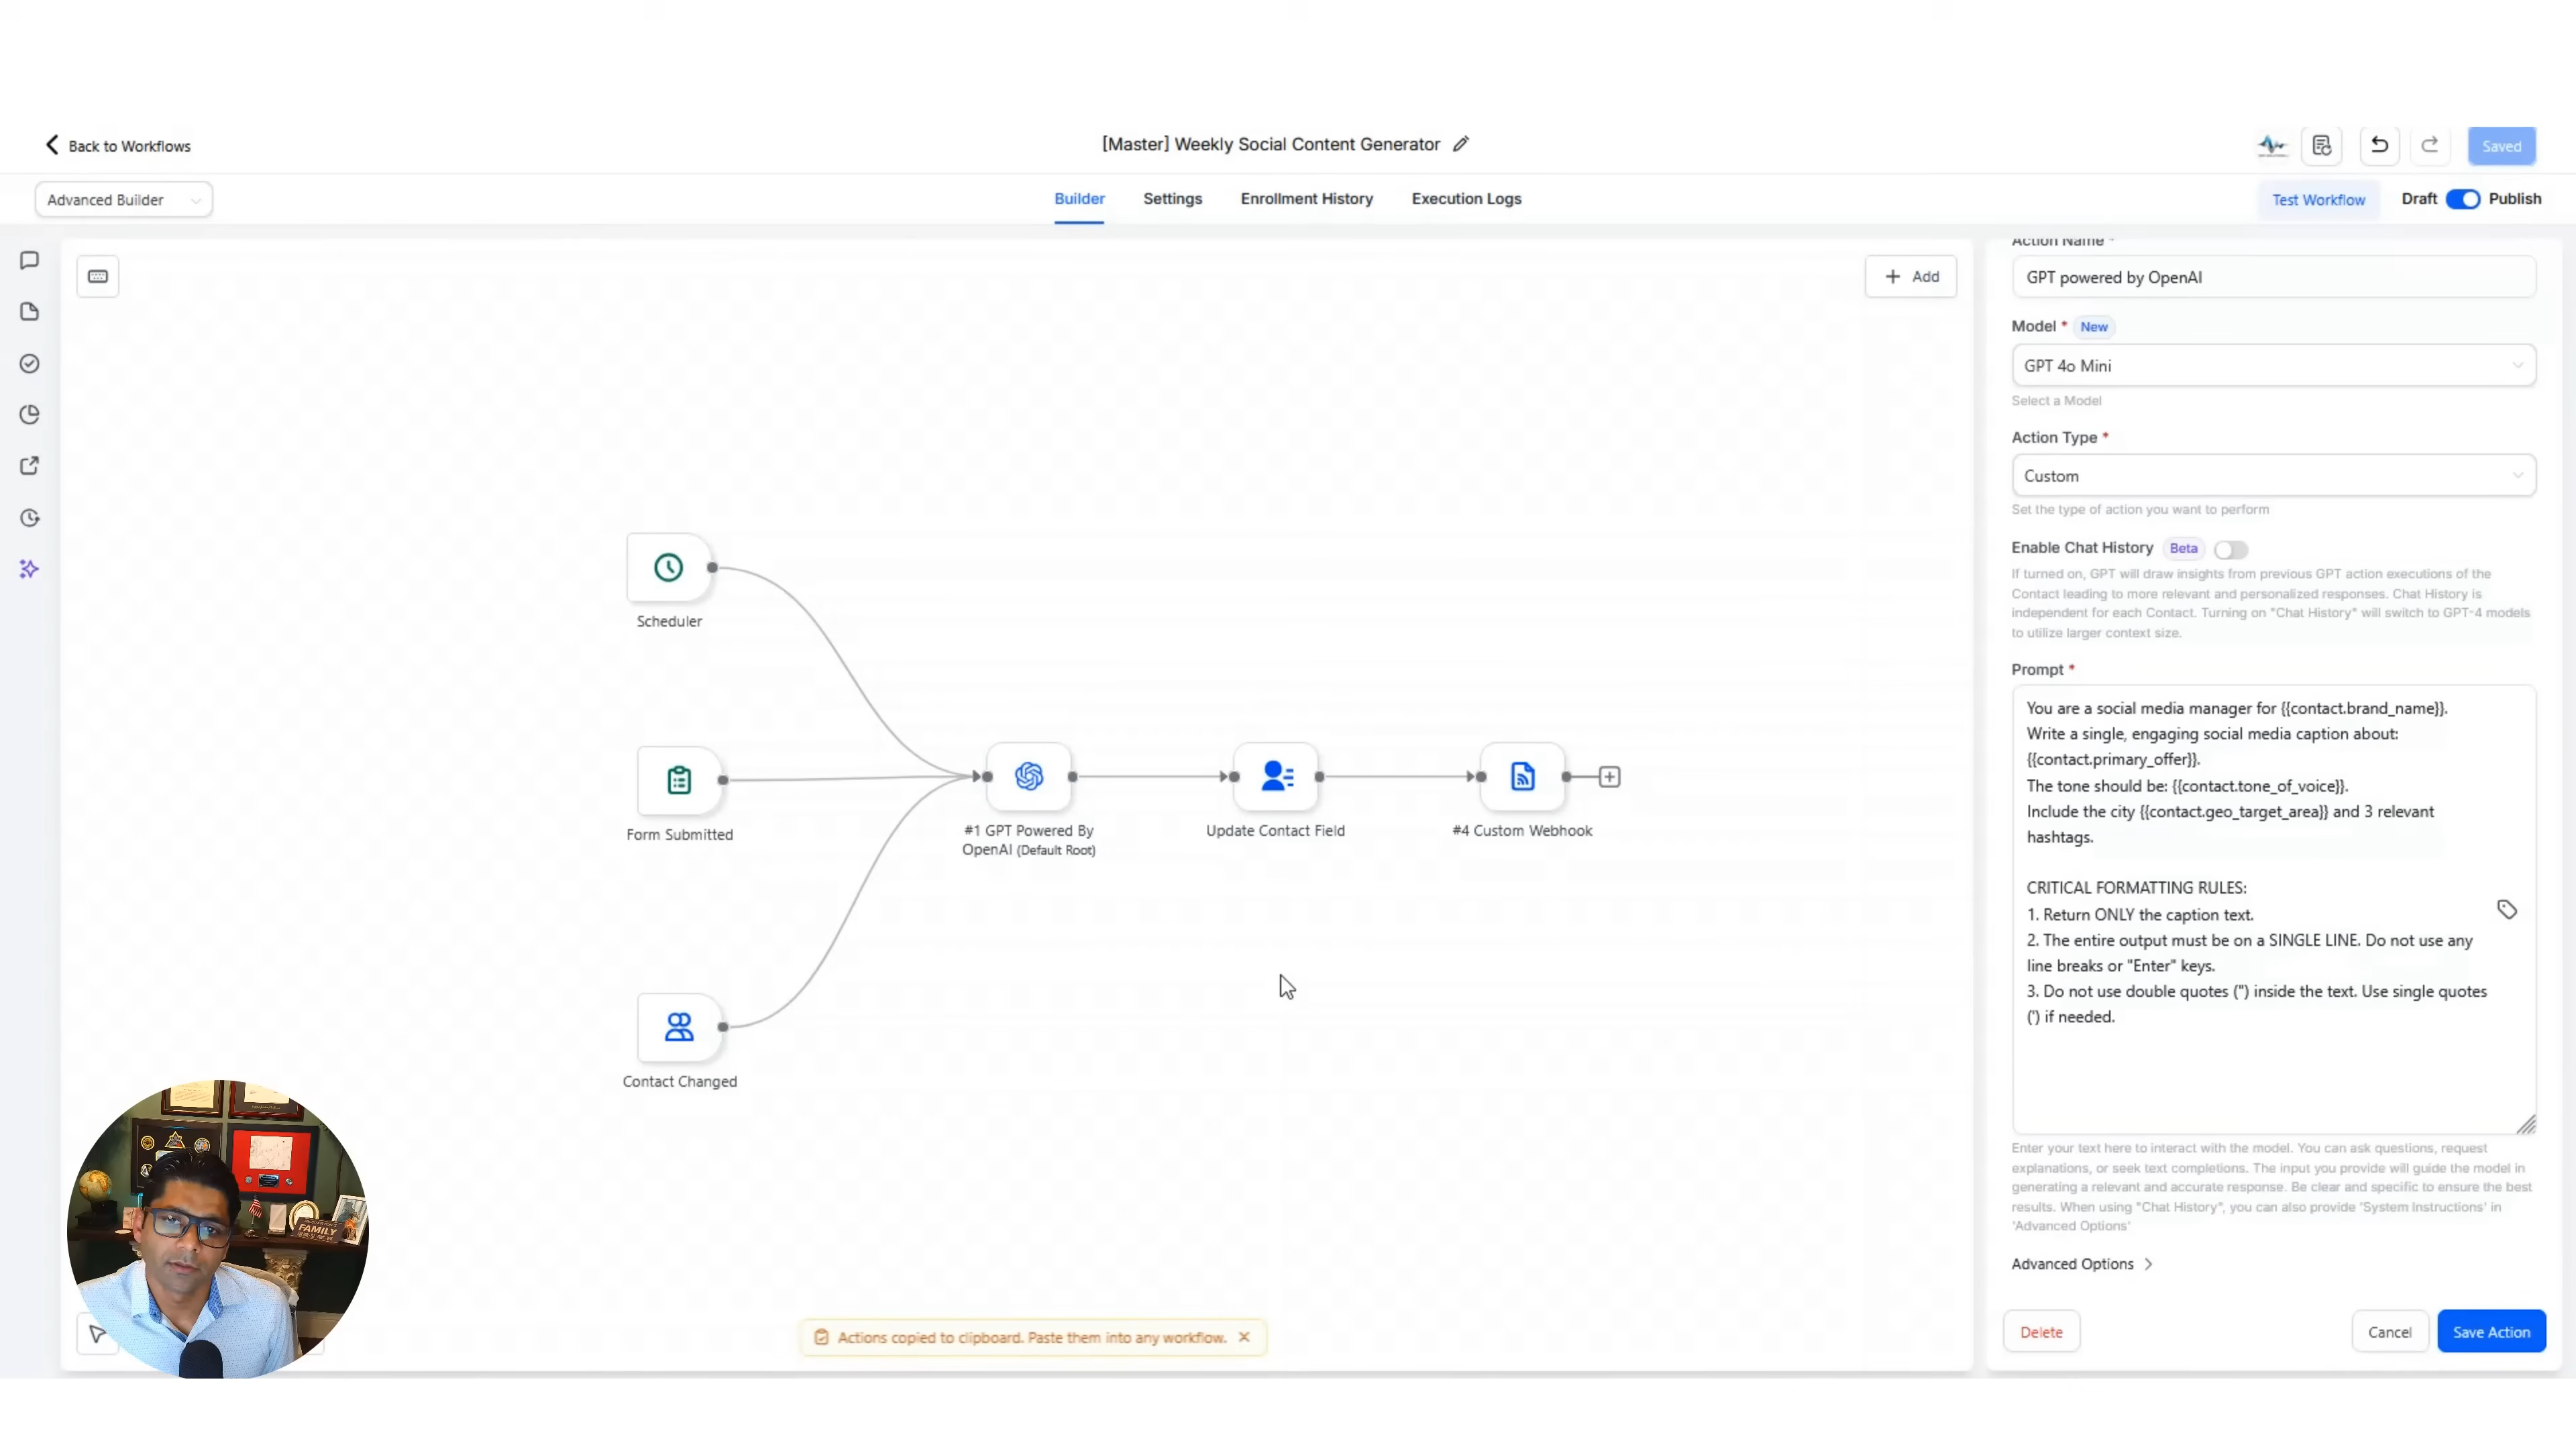 Back to Workflows
[Master] Weekly Social Content Generator
Saved
Advanced Builder
Builder
Settings
Enrollment History
Execution Logs
Test Workflow
Draft
Publish
Add
Scheduler
Form Submitted
Contact Changed
#1 GPT Powered By
OpenAI (Default Root)
Update Contact Field
#4 Custom Webhook
Actions copied to clipboard. Paste them into any workflow.
FAMILY
Action Name *
GPT powered by OpenAI
Model * New
GPT 4o Mini
Select a Model
Action Type *
Custom
Set the type of action you want to perform
Enable Chat History Beta
If turned on, GPT will draw insights from previous GPT action executions of the
Contact leading to more relevant and personalized responses. Chat History is
independent for each Contact. Turning on "Chat History" will switch to GPT-4 models
to utilize larger context size.
Prompt *
You are a social media manager for {{contact.brand_name}}.
Write a single, engaging social media caption about:
{{contact.primary_offer}}.
The tone should be: {{contact.tone_of_voice}}.
Include the city {{contact.geo_target_area}} and 3 relevant
hashtags.
CRITICAL FORMATTING RULES:
1. Return ONLY the caption text.
2. The entire output must be on a SINGLE LINE. Do not use any
line breaks or "Enter" keys.
3. Do not use double quotes (") inside the text. Use single quotes
(') if needed.
Enter your text here to interact with the model. You can ask questions, request
explanations, or seek text completions. The input you provide will guide the model in
generating a relevant and accurate response. Be clear and specific to ensure the best
results. When using "Chat History", you can also provide 'System Instructions' in
'Advanced Options'
Advanced Options
Delete
Cancel
Save Action